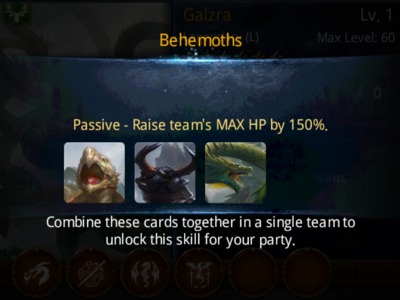 Galzra
Lv. 1
Behemoths
(L)
Max Level: 60
0
Passive - Raise team's MAX HP by 150%.
Combine these cards together in a single team to
unlock this skill for your party.